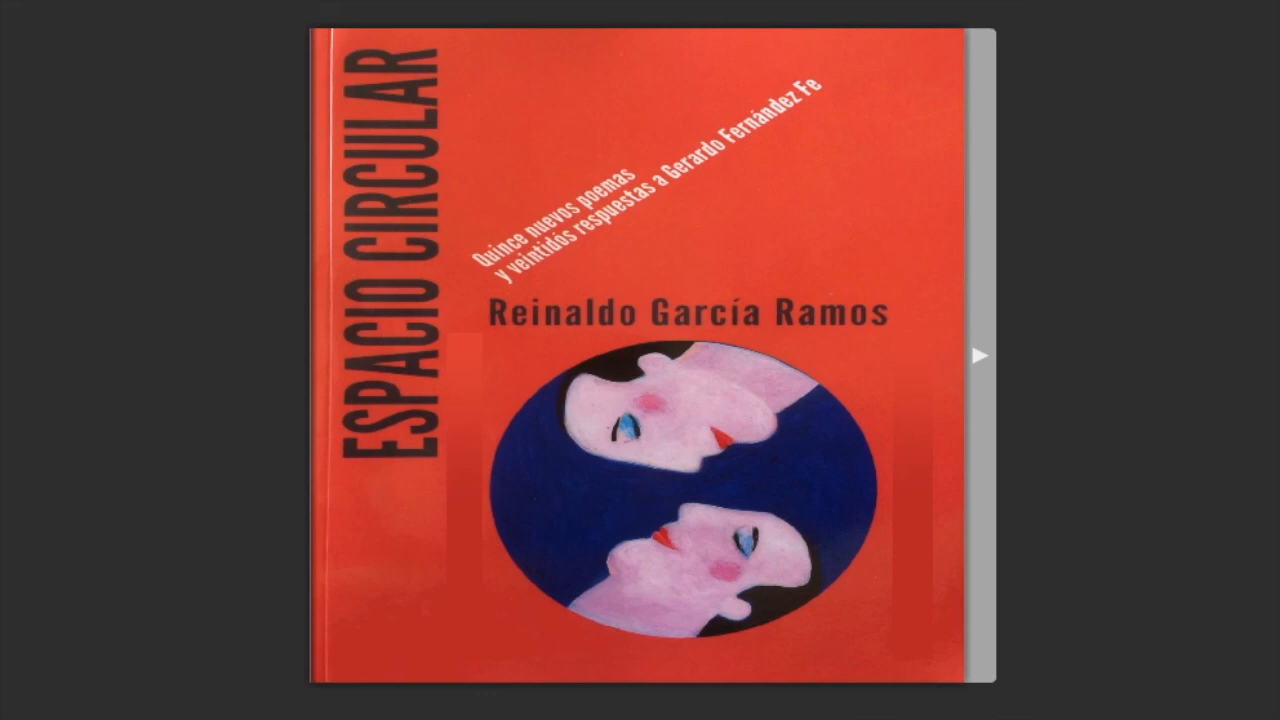 ESPACIO CIRCULAR
Quince nuevos poemas
y veintidós respuestas a Gerardo Fernández Fe
Reinaldo García Ramos